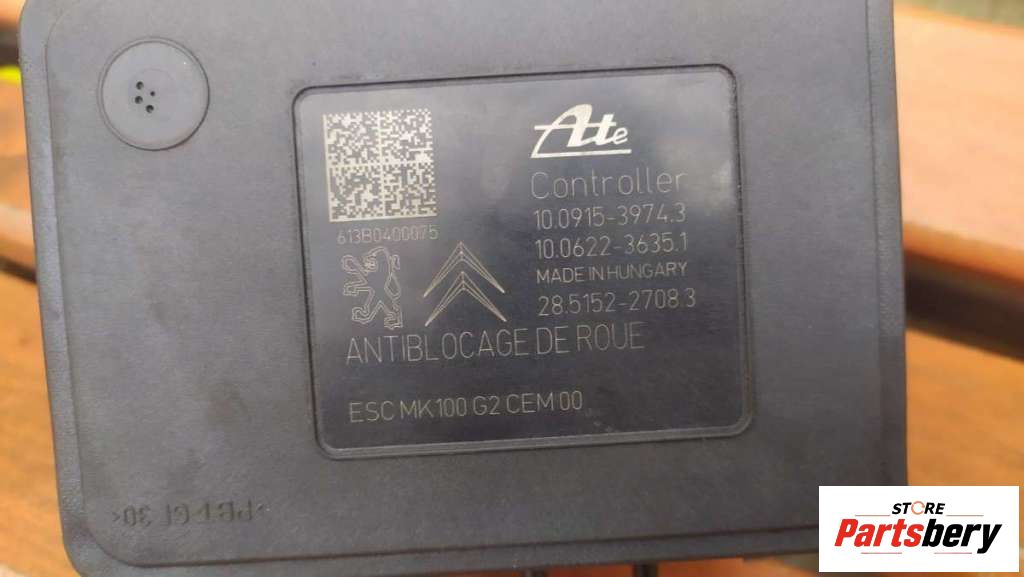 Ate
Controller
10.0915-3974.3
10.0622-3635.1
MADE IN HUNGARY
28.5152-2708.3
613B0400075
ANTIBLOCAGE DE ROUE
ESC MK100 G2 CEM 00
>PBT-GF 30<
STORE
Partsbery